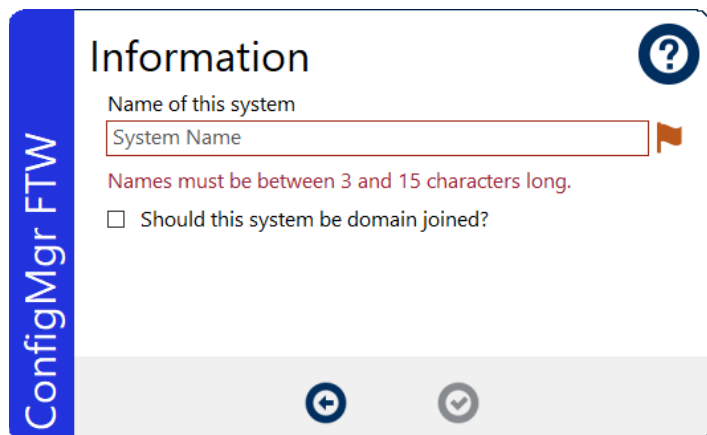 ConfigMgr FTW
Information
?
Name of this system
System Name
Names must be between 3 and 15 characters long.
Should this system be domain joined?